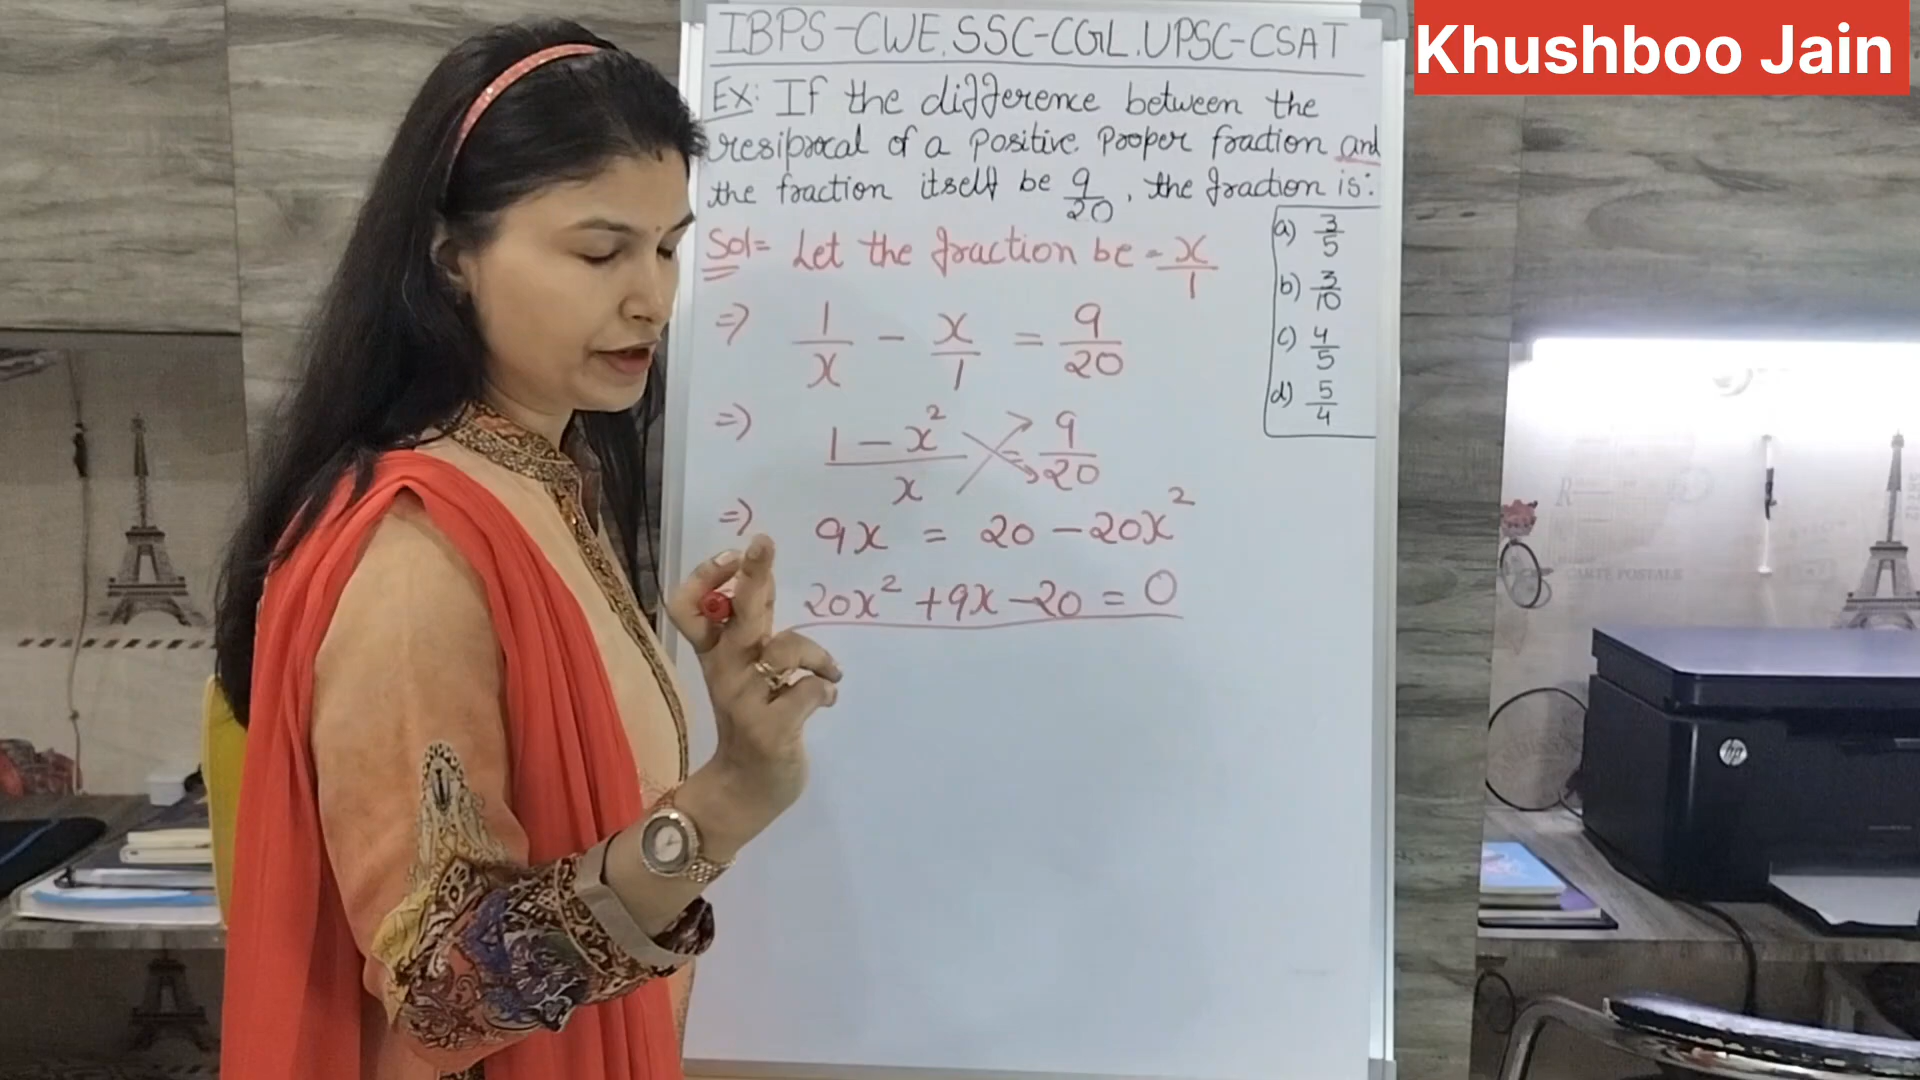 Khushboo Jain
IBPS-CWE.SSC-CGL.UPSC-CSAT
EX: If the difference between the
resiprocal of a positive proper fraction and
the fraction itself be 9/20, the fraction is:
a) 3/5
b) 3/10
c) 4/5
d) 5/4
Sol= Let the fraction be = x/1
=> 1/x - x/1 = 9/20
=> 1-x²/x = 9/20
=> 9x = 20-20x²
20x²+9x-20=0
hp
CARTE POSTALE